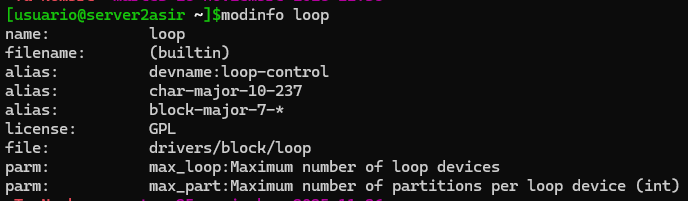 [usuario@server2asir ~]$modinfo loop
name:           loop
filename:       (builtin)
alias:          devname:loop-control
alias:          char-major-10-237
alias:          block-major-7-*
license:        GPL
file:           drivers/block/loop
parm:           max_loop:Maximum number of loop devices
parm:           max_part:Maximum number of partitions per loop device (int)